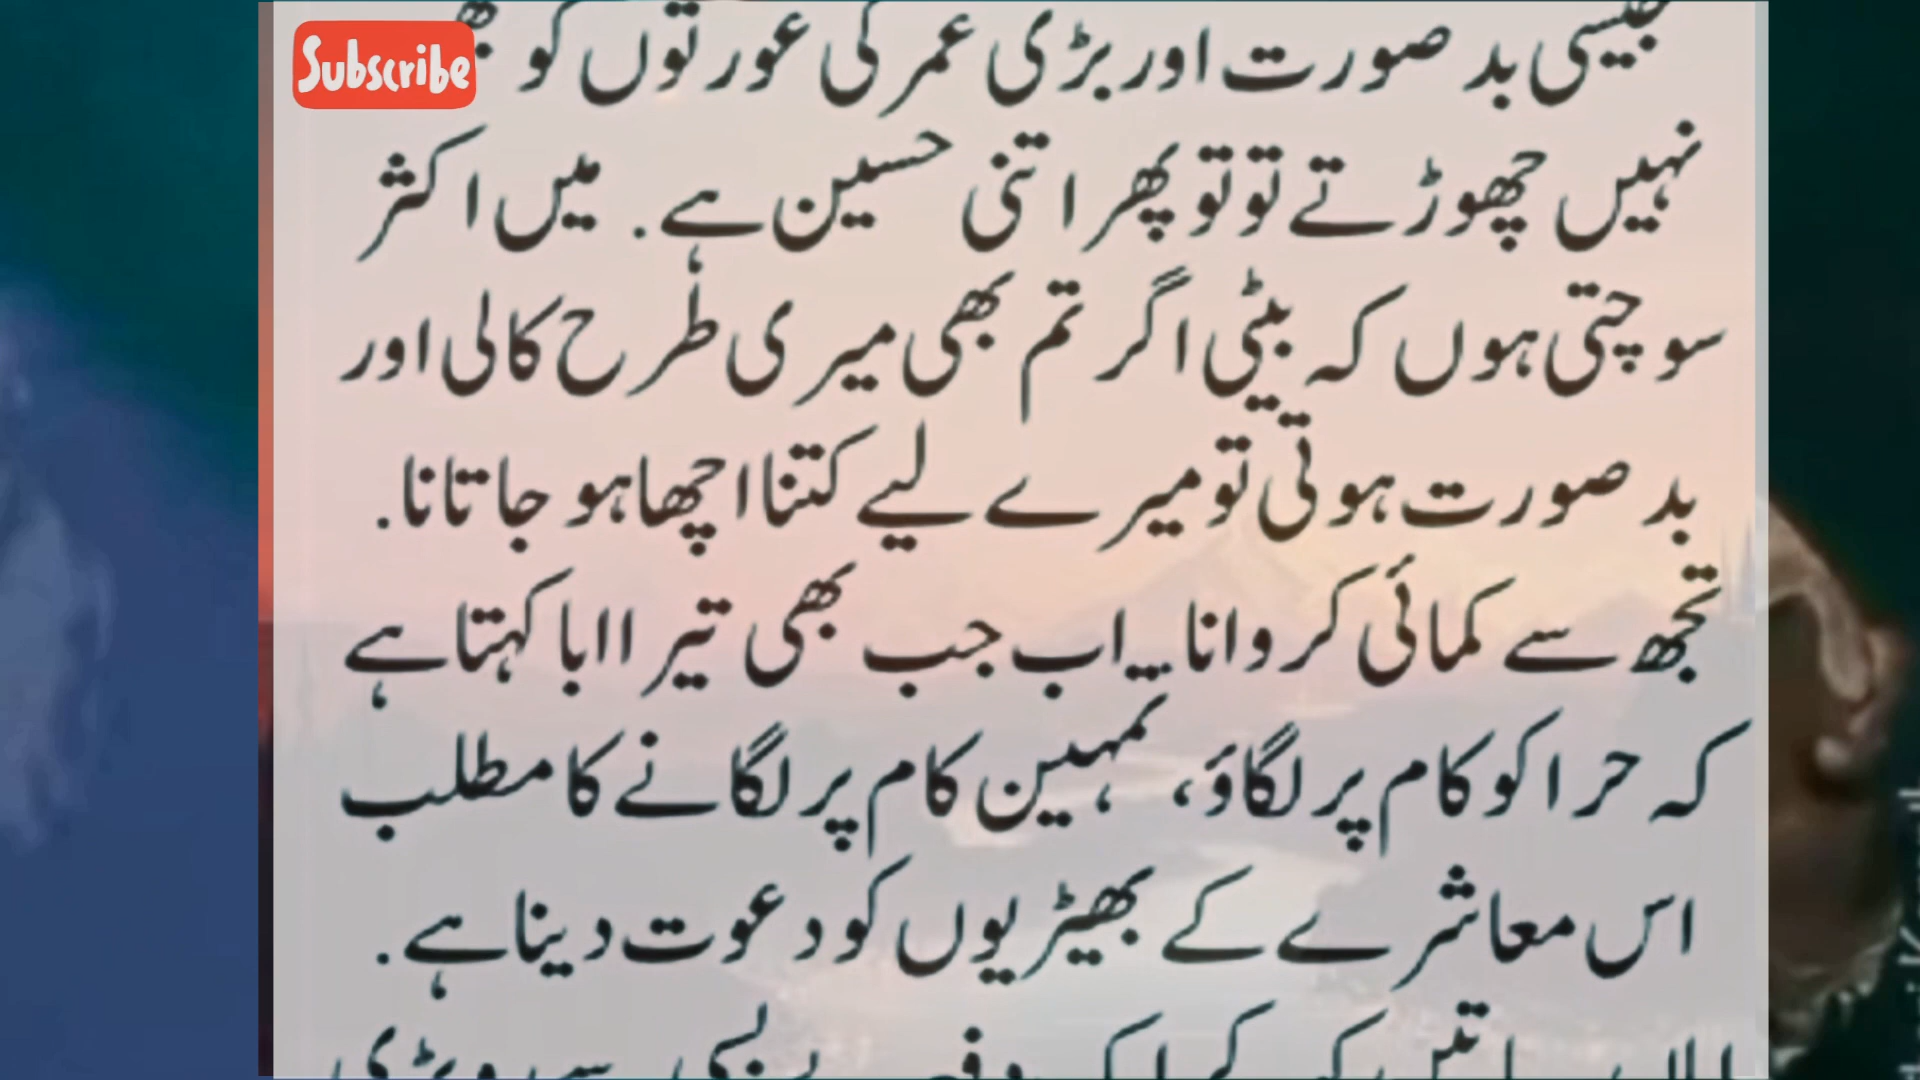 Subscribe
جیسی بد صورت اور بڑی عمر کی عورتوں کو بھی
نہیں چھوڑتے تو تو پھر اتنی حسین ہے. میں اکثر
سوچتی ہوں کہ بیٹی اگر تم بھی میری طرح کالی اور
بد صورت ہوتی تو میرے لیے کتنا اچھا ہو جاتا نا.
تجھ سے کمائی کروانا ۔۔اب جب بھی تیرا ابا کہتا ہے
کہ حرا کو کام پر لگاؤ، تمہیں کام پر لگانے کا مطلب
اس معاشرے کے بھیڑیوں کو دعوت دینا ہے.